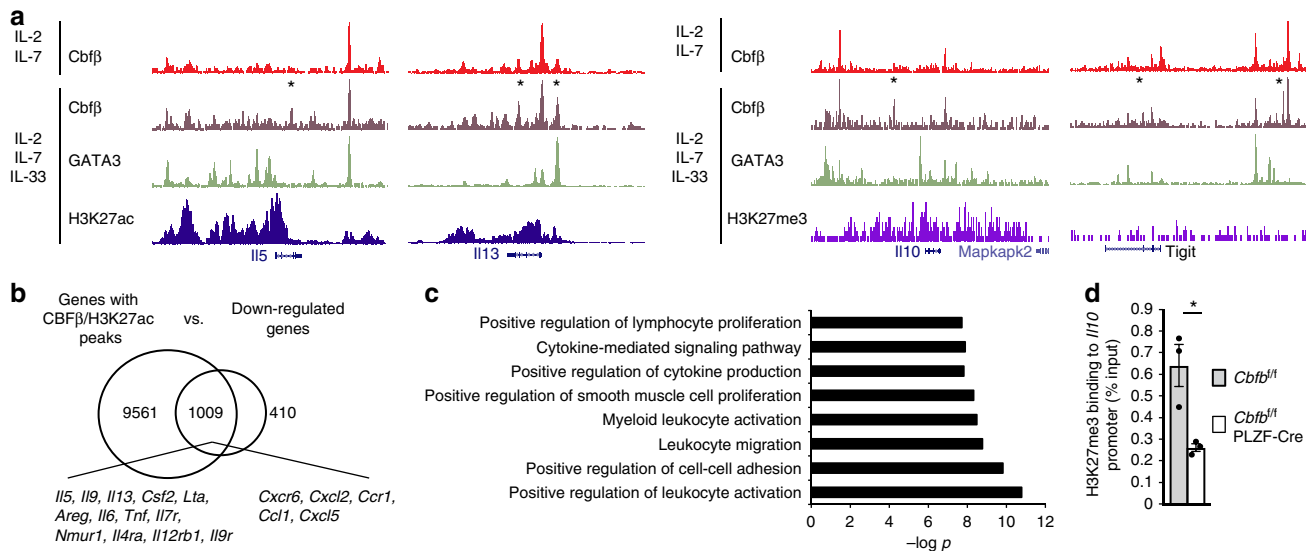 a
IL-2
IL-7
Cbfβ
IL-2
IL-7
IL-33
Cbfβ
GATA3
H3K27ac
*
*
*
Il5
Il13
IL-2
IL-7
Cbfβ
IL-2
IL-7
IL-33
Cbfβ
GATA3
H3K27me3
*
*
*
Il10
Mapkapk2
Tigit
b
Genes with
CBFβ/H3K27ac
peaks
vs.
Down-regulated
genes
9561
1009
410
Il5, Il9, Il13, Csf2, Lta,
Areg, Il6, Tnf, Il7r,
Nmur1, Il4ra, Il12rb1, Il9r
Cxcr6, Cxcl2, Ccr1,
Ccl1, Cxcl5
c
Positive regulation of lymphocyte proliferation
Cytokine-mediated signaling pathway
Positive regulation of cytokine production
Positive regulation of smooth muscle cell proliferation
Myeloid leukocyte activation
Leukocyte migration
Positive regulation of cell-cell adhesion
Positive regulation of leukocyte activation
0 2 4 6 8 10 12
–log p
d
H3K27me3 binding to Il10
promoter (% input)
0.9
0.8
0.7
0.6
0.5
0.4
0.3
0.2
0.1
0
*
Cbfb f/f
Cbfb f/f
PLZF-Cre